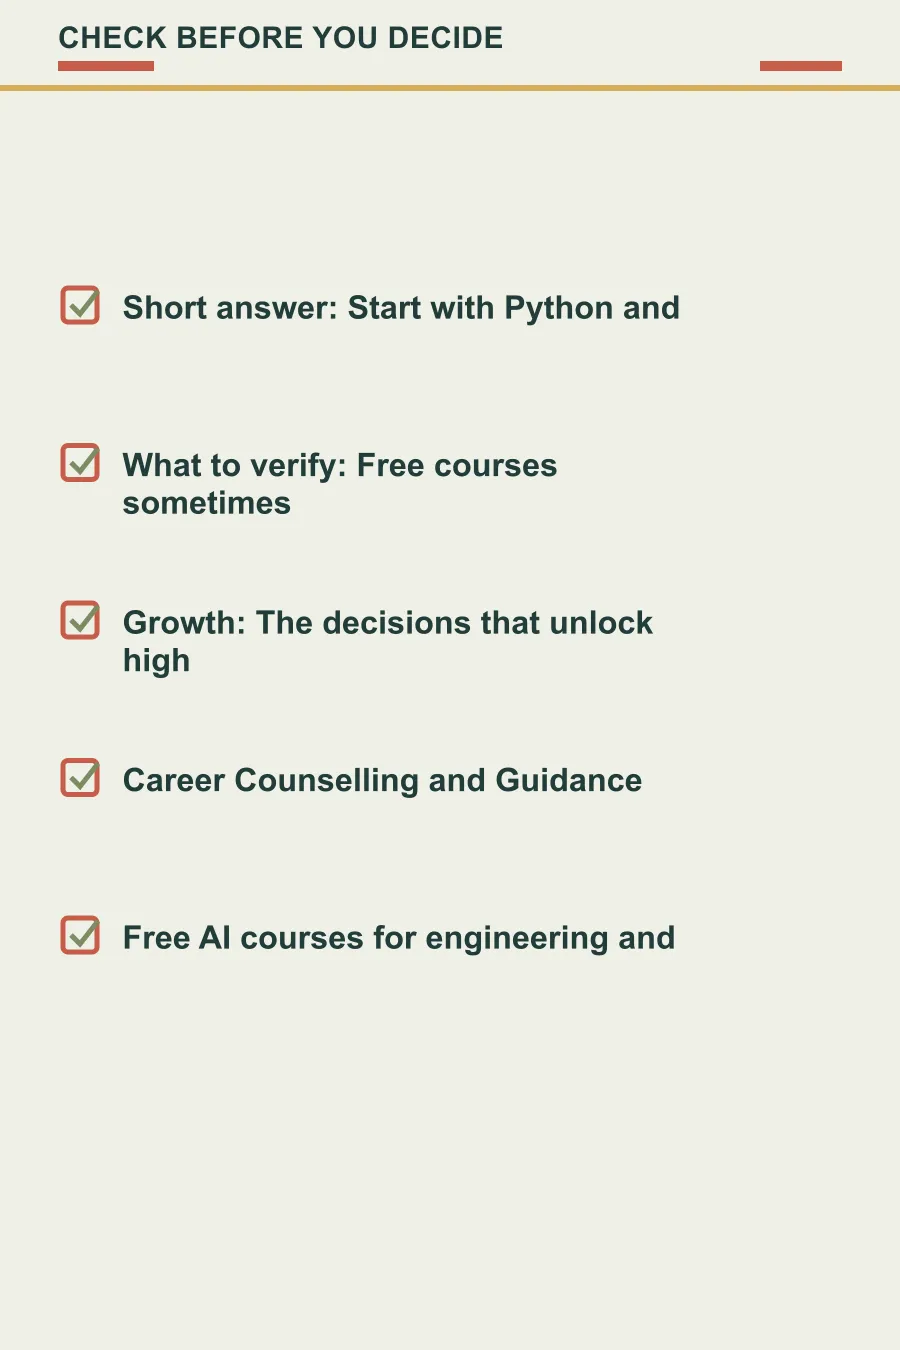 CHECK BEFORE YOU DECIDE
Short answer: Start with Python and
What to verify: Free courses
sometimes
Growth: The decisions that unlock
high
Career Counselling and Guidance
Free AI courses for engineering and